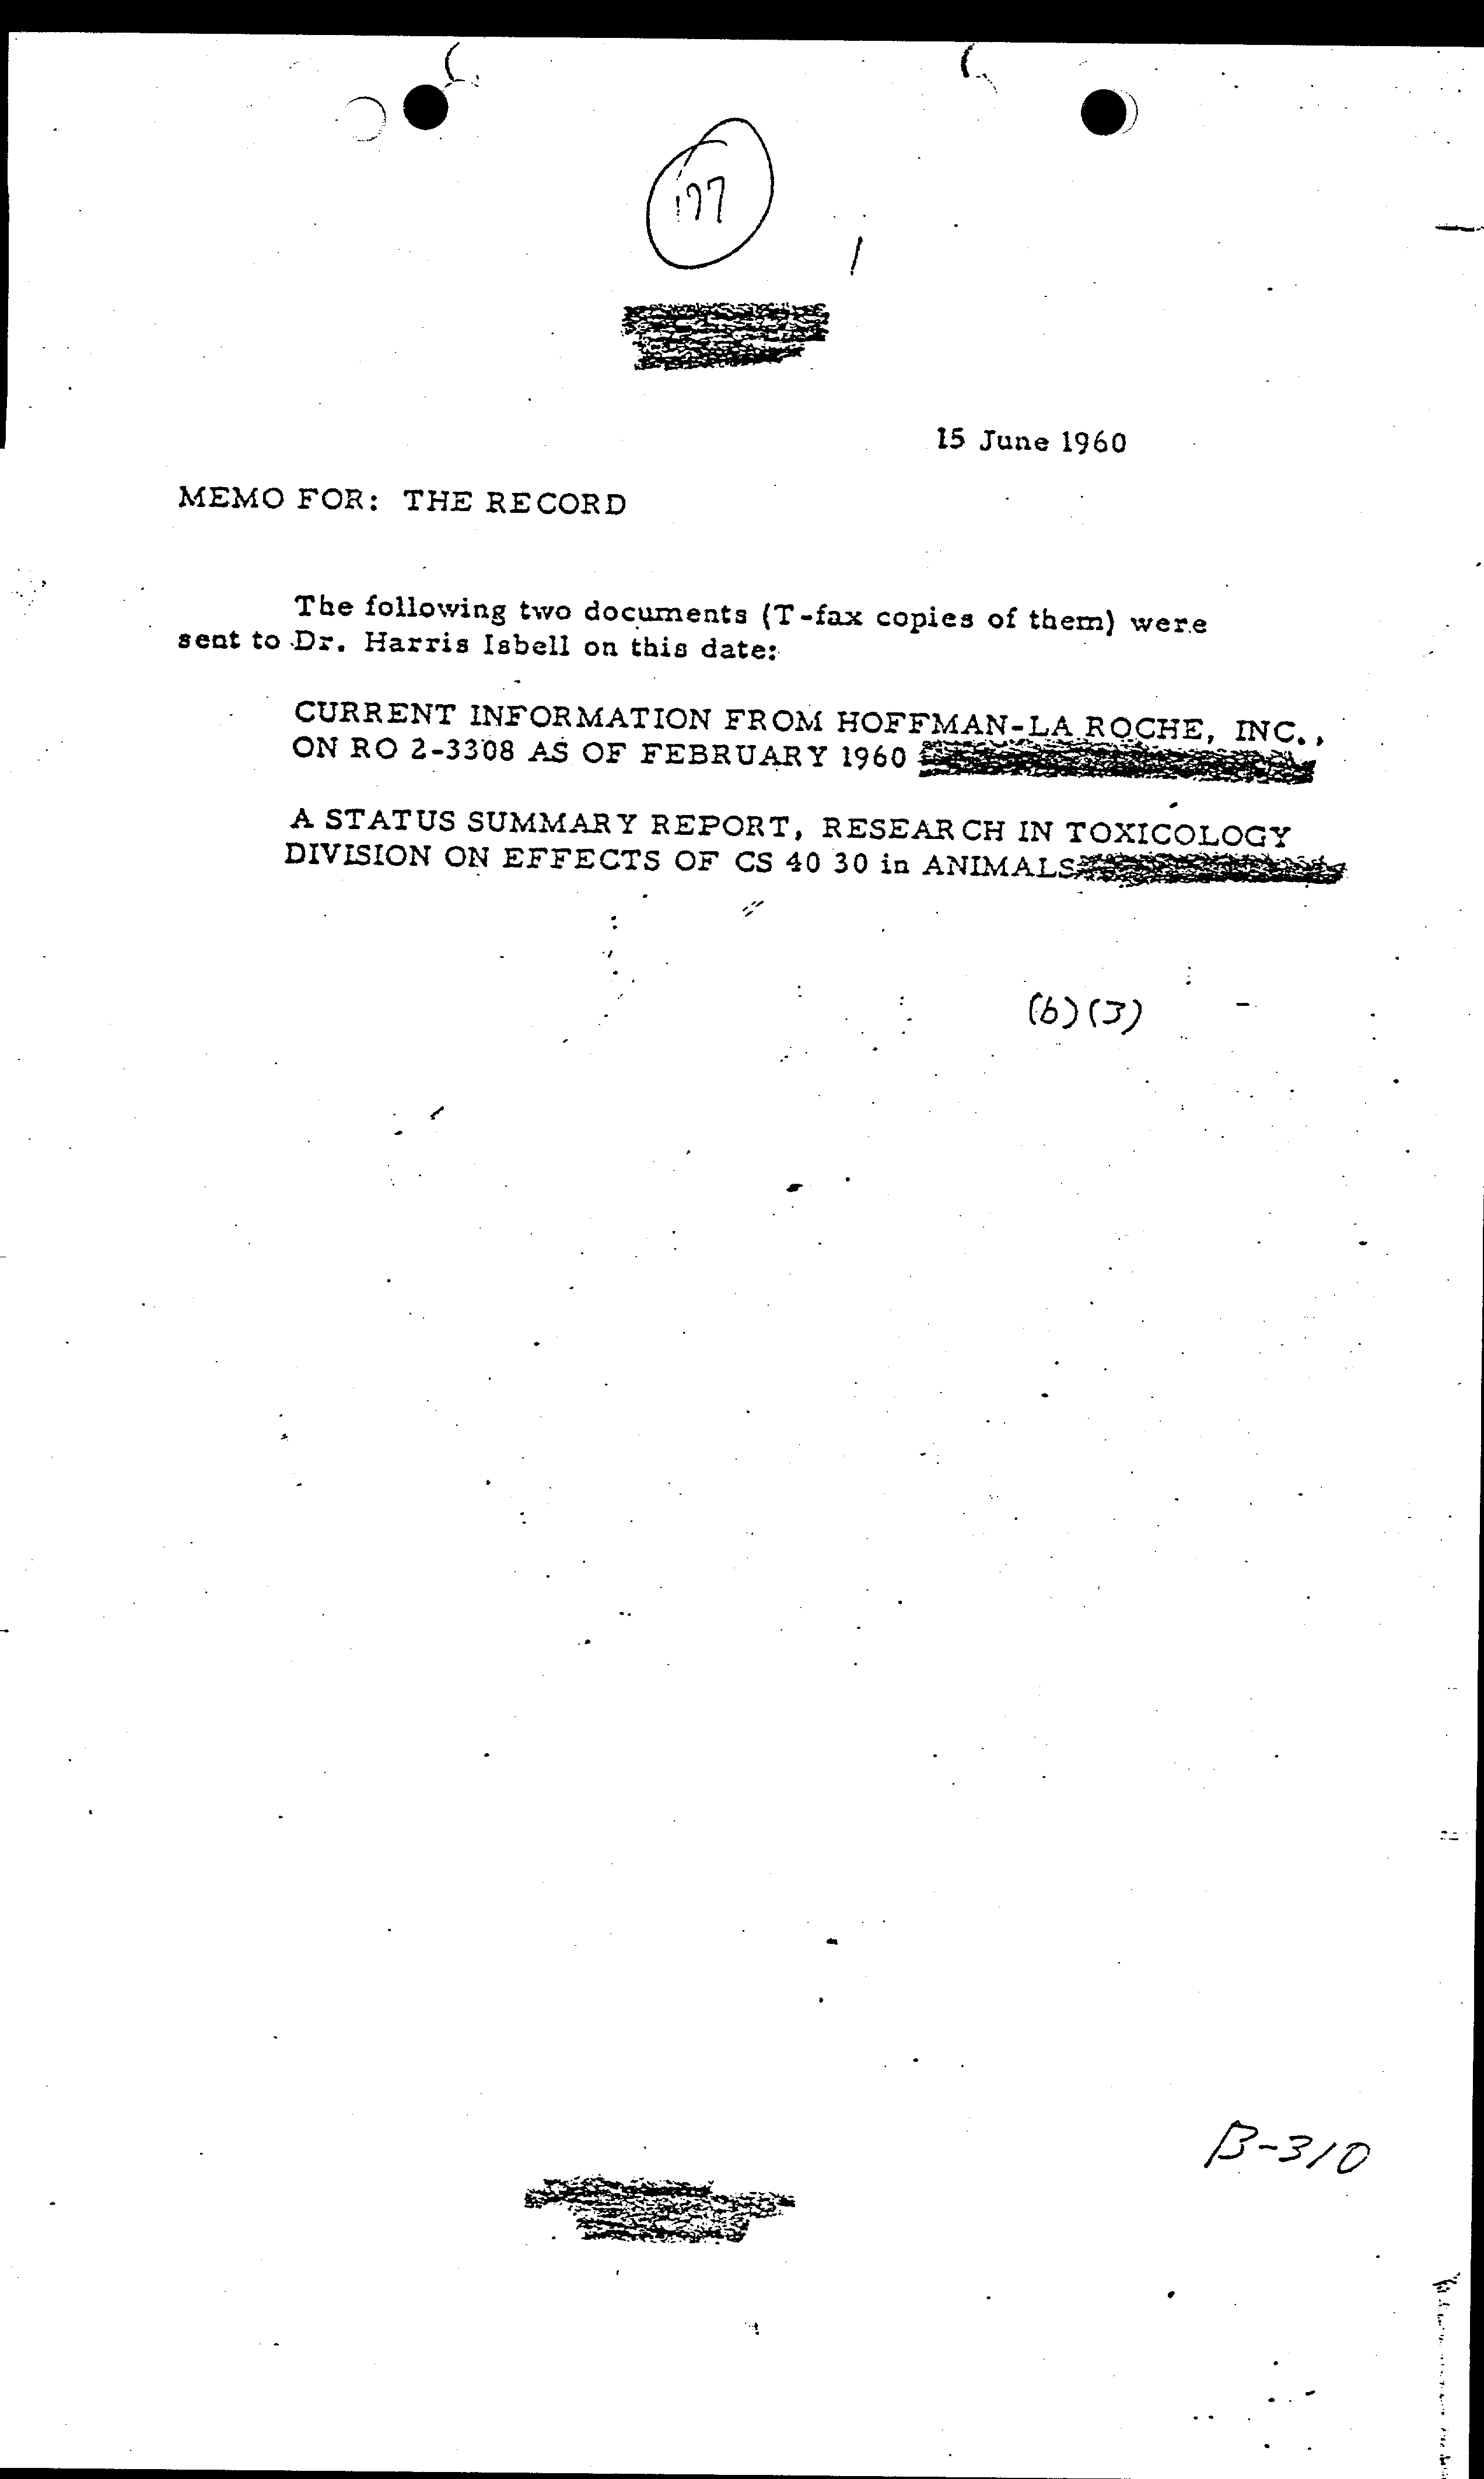 177
15 June 1960
MEMO FOR: THE RECORD
The following two documents (T-fax copies of them) were
sent to Dr. Harris Isbell on this date:
CURRENT INFORMATION FROM HOFFMAN-LA ROCHE, INC.,
ON RO 2-3308 AS OF FEBRUARY 1960
A STATUS SUMMARY REPORT, RESEARCH IN TOXICOLOGY
DIVISION ON EFFECTS OF CS 40 30 in ANIMALS
(b)(3)
B-310